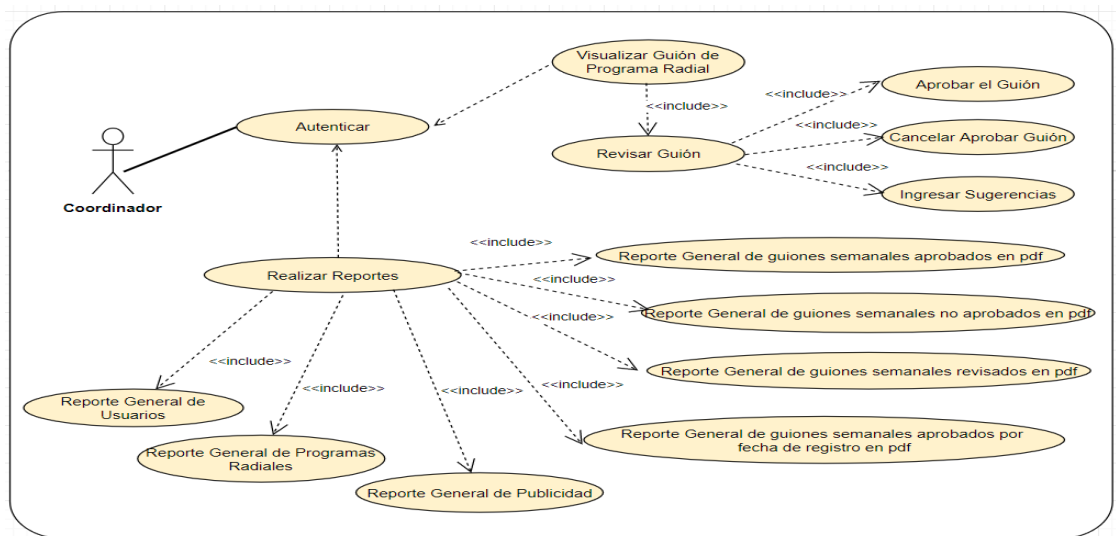 Visualizar Guión de
Programa Radial
<<include>>
Aprobar el Guión
<<include>>
Autenticar
<<include>>
Cancelar Aprobar Guión
Revisar Guión
<<include>>
Ingresar Sugerencias
Coordinador
<<include>>
Reporte General de guiones semanales aprobados en pdf
Realizar Reportes
<<include>>
Reporte General de guiones semanales no aprobados en pdf
<<include>>
<<include>>
Reporte General de guiones semanales revisados en pdf
<<include>>
<<include>>
<<include>>
<<include>>
Reporte General de
Usuarios
Reporte General de guiones semanales aprobados por
fecha de registro en pdf
Reporte General de Programas
Radiales
Reporte General de Publicidad